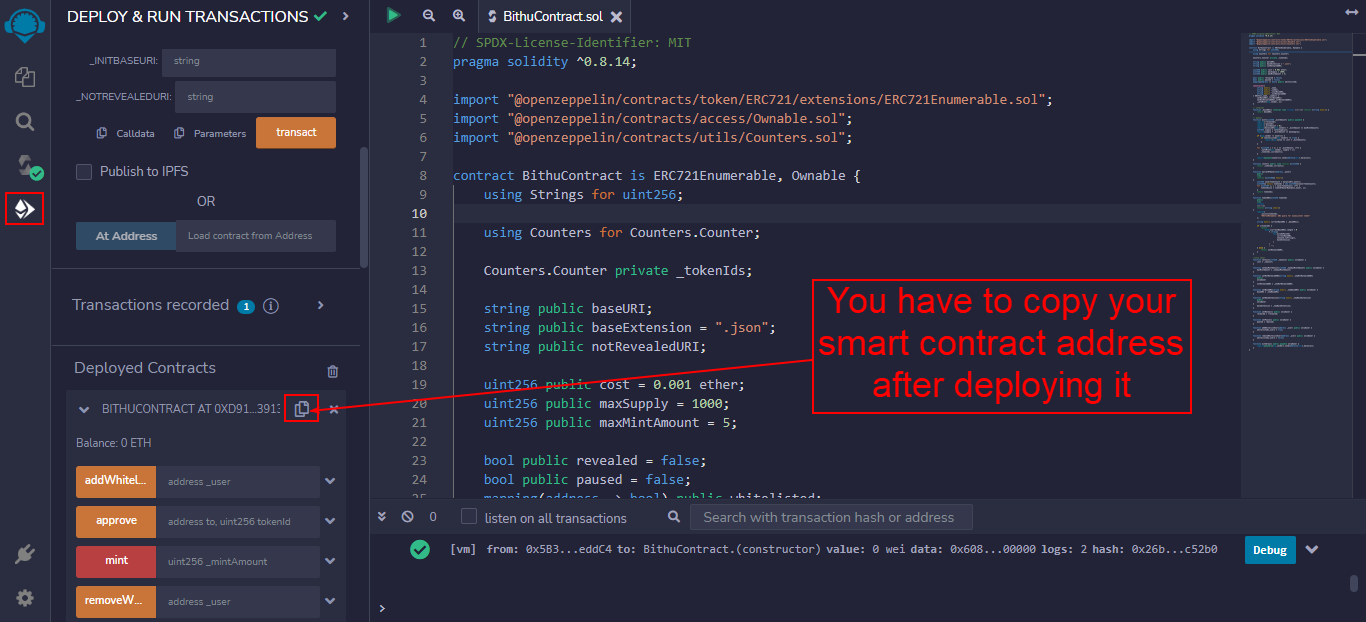 DEPLOY & RUN TRANSACTIONS
_INITBASEURI: string
_NOTREVEALEDURI: string
Calldata Parameters transact
Publish to IPFS
OR
At Address Load contract from Address
Transactions recorded 1 i
Deployed Contracts
BITHUCONTRACT AT 0XD91...3913
Balance: 0 ETH
addWhitel... address _user
approve address to, uint256 tokenId
mint uint256 _mintAmount
removeW... address _user
BithuContract.sol
1 // SPDX-License-Identifier: MIT
2 pragma solidity ^0.8.14;
3
4 import "@openzeppelin/contracts/token/ERC721/extensions/ERC721Enumerable.sol";
5 import "@openzeppelin/contracts/access/Ownable.sol";
6 import "@openzeppelin/contracts/utils/Counters.sol";
7
8 contract BithuContract is ERC721Enumerable, Ownable {
9 using Strings for uint256;
10
11 using Counters for Counters.Counter;
12
13 Counters.Counter private _tokenIds;
14
15 string public baseURI;
16 string public baseExtension = ".json";
17 string public notRevealedURI;
18
19 uint256 public cost = 0.001 ether;
20 uint256 public maxSupply = 1000;
21 uint256 public maxMintAmount = 5;
22
23 bool public revealed = false;
24 bool public paused = false;
25 mapping(address => bool) public whitelisted;
You have to copy your
smart contract address
after deploying it
0 listen on all transactions Search with transaction hash or address
[vm] from: 0x5B3...eddC4 to: BithuContract.(constructor) value: 0 wei data: 0x608...00000 logs: 2 hash: 0x26b...c52b0 Debug
>